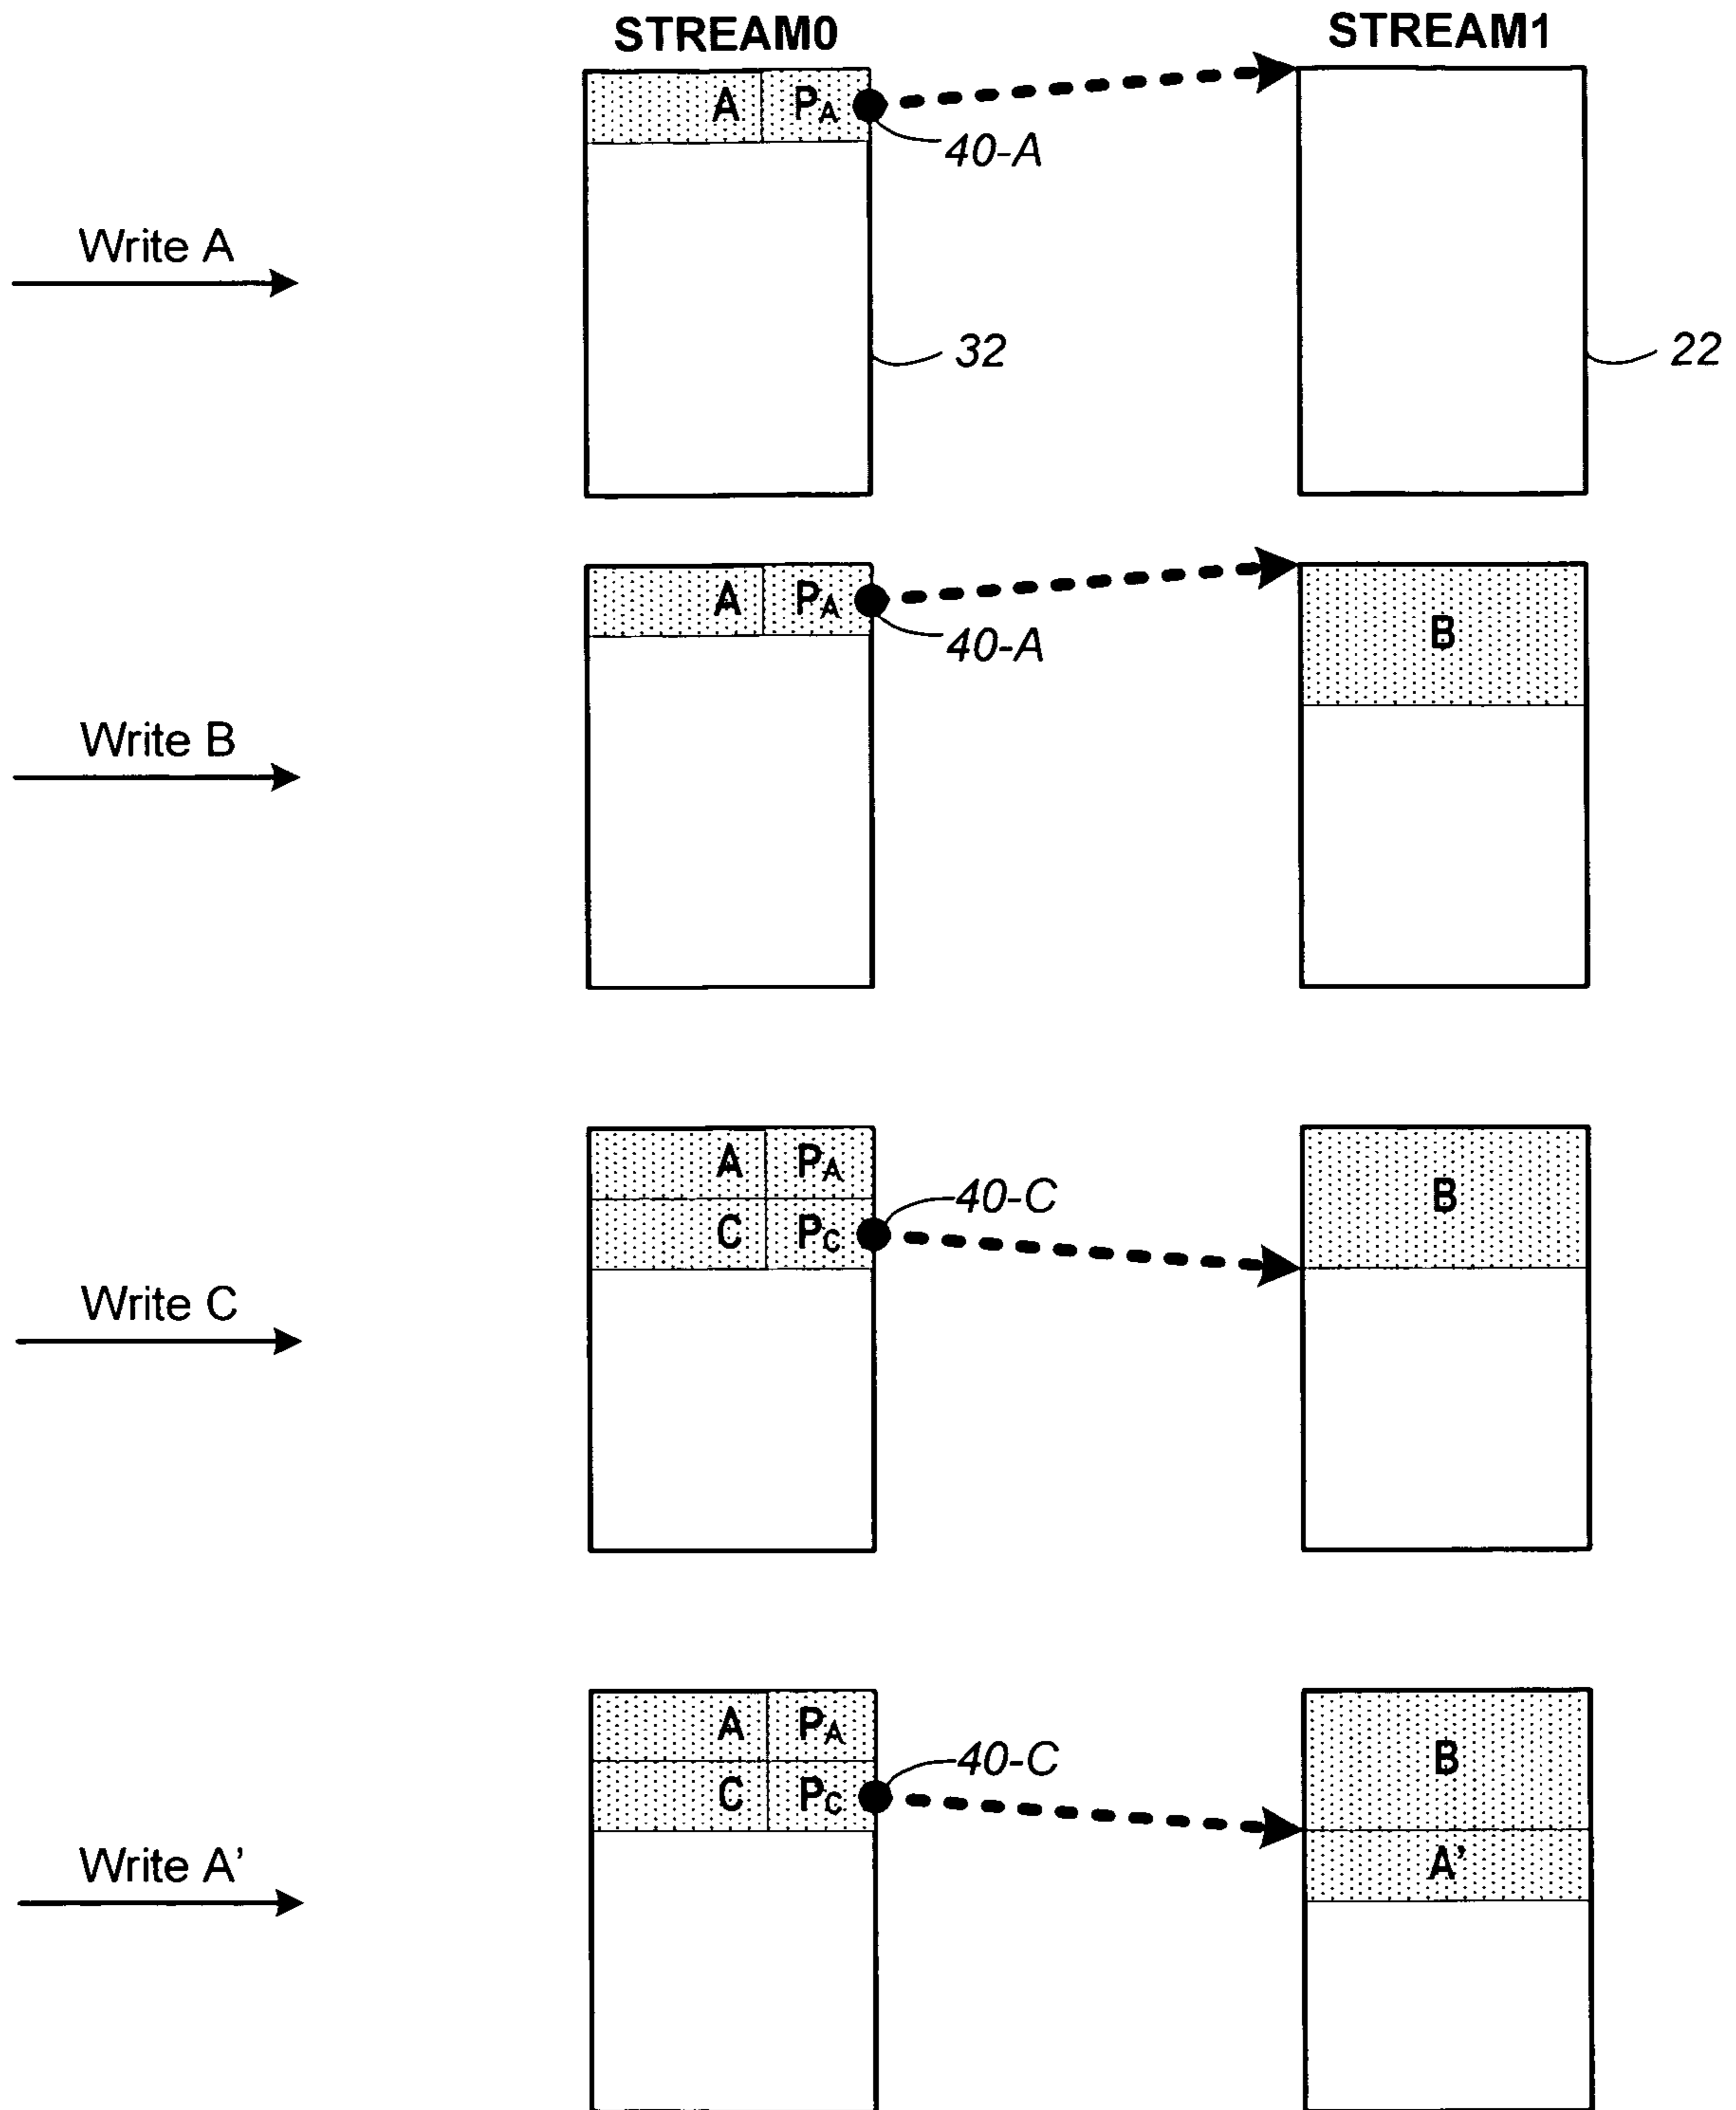 STREAM0 STREAM1
A PA
40-A
Write A
32 22
A PA
40-A
B
Write B
A PA
40-C
B
C PC
Write C
A PA
40-C
B
C PC
Write A’
A’